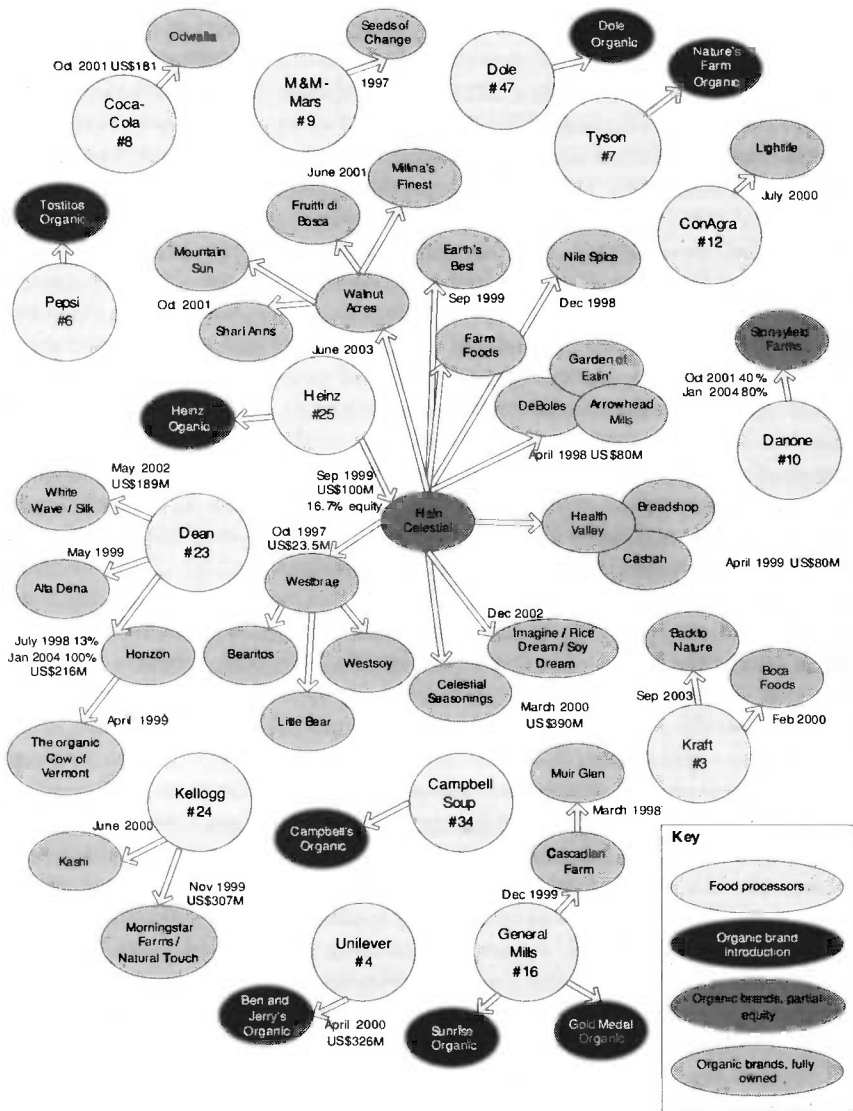 Odwalla
Oct 2001 US$181
Coca-
Cola
#8
Seeds of
Change
1997
M&M-
Mars
#9
Dole
Organic
Dole
#47
Nature's
Farm
Organic
Tyson
#7
Lightlife
July 2000
ConAgra
#12
Tostitos
Organic
Pepsi
#6
June 2001
Millina's
Finest
Fruitti di
Bosca
Mountain
Sun
Oct 2001
Shari Anns
Walnut
Acres
June 2003
Earth's
Best
Sep 1999
Nile Spice
Dec 1998
Farm
Foods
Garden of
Eatin'
DeBoles
Arrowhead
Mills
April 1998 US$80M
Stoneyfield
Farms
Oct 2001 40%
Jan 2004 80%
Danone
#10
Heinz
Oganic
Heinz
#25
Sep 1999
US$100M
16.7% equity
Hain
Celestial
May 2002
US$189M
White
Wave / Silk
Dean
#23
May 1999
Alta Dena
July 1998 13%
Jan 2004 100%
US$216M
Horizon
April 1999
The organic
Cow of
Vermont
Oct 1997
US$23.5M
Westbrae
Bearitos
Little Bear
Westsoy
Health
Valley
Breadshop
Casbah
April 1999 US$80M
Dec 2002
Imagine / Rice
Dream / Soy
Dream
Celestial
Seasonings
March 2000
US$390M
Back to
Nature
Boca
Foods
Sep 2003
Feb 2000
Kraft
#3
Kellogg
#24
June 2000
Kashi
Nov 1999
US$307M
Morningstar
Farms /
Natural Touch
Campbell
Soup
#34
Campbell's
Organic
Muir Glen
March 1998
Cascadian
Farm
Dec 1999
General
Mills
#16
Sunrise
Organic
Gold Medal
Organic
Unilever
#4
Ben and
Jerry's
Organic
April 2000
US$326M
Key
Food processors
Organic brand
introduction
Organic brands, partial
equity
Organic brands, fully
owned